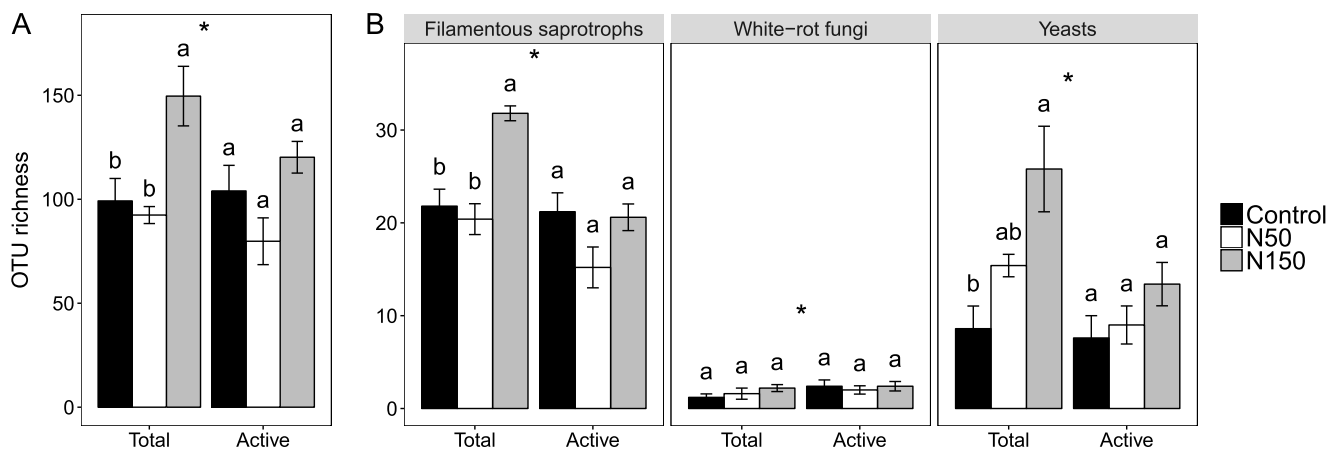 A
OTU richness
150
100
50
0
*
b
b
a
a
a
a
Total
Active
B
Filamentous saprotrophs
White−rot fungi
Yeasts
30
20
10
0
*
b
b
a
a
a
a
*
a
a
a
a
a
a
*
b
ab
a
a
a
a
Total
Active
Total
Active
Total
Active
Control
N50
N150